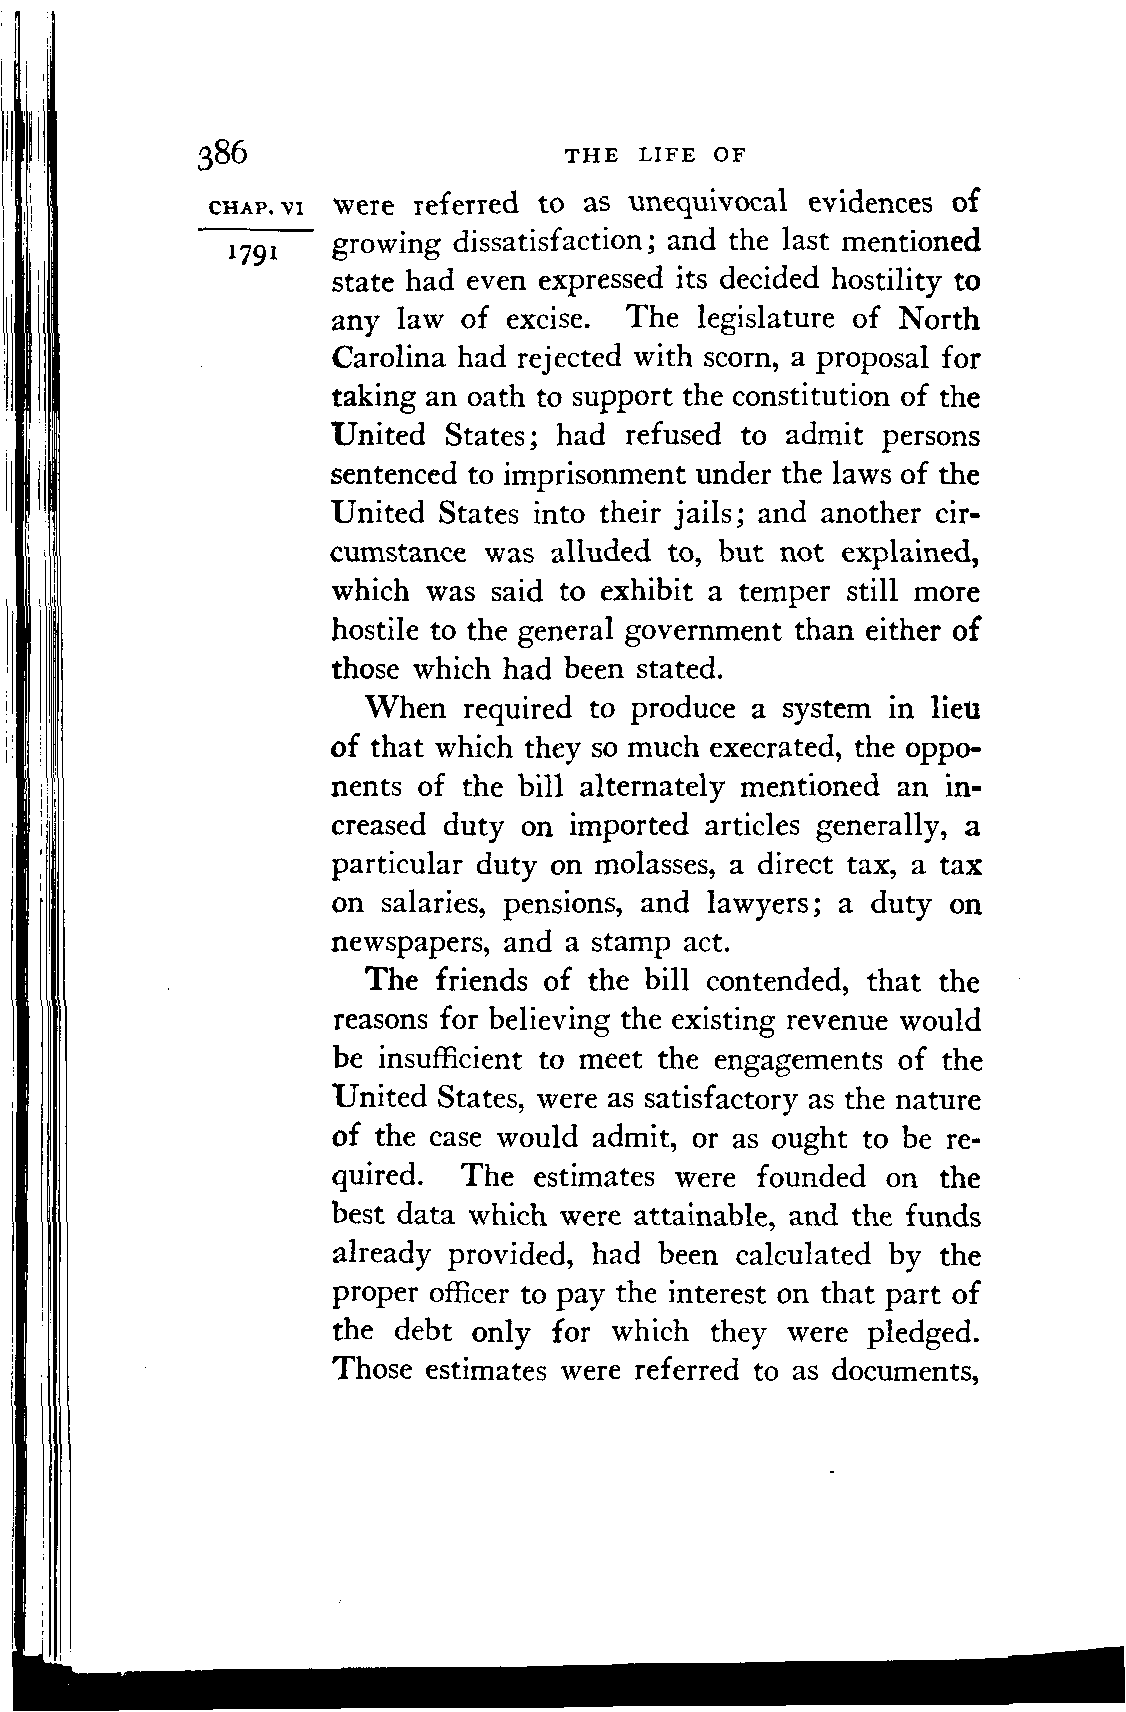 386 THE LIFE OF
CHAP. VI were referred to as unequivocal evidences of
1791 growing dissatisfaction; and the last mentioned
state had even expressed its decided hostility to
any law of excise. The legislature of North
Carolina had rejected with scorn, a proposal for
taking an oath to support the constitution of the
United States; had refused to admit persons
sentenced to imprisonment under the laws of the
United States into their jails; and another cir-
cumstance was alluded to, but not explained,
which was said to exhibit a temper still more
hostile to the general government than either of
those which had been stated.
When required to produce a system in lieu
of that which they so much execrated, the oppo-
nents of the bill alternately mentioned an in-
creased duty on imported articles generally, a
particular duty on molasses, a direct tax, a tax
on salaries, pensions, and lawyers; a duty on
newspapers, and a stamp act.
The friends of the bill contended, that the
reasons for believing the existing revenue would
be insufficient to meet the engagements of the
United States, were as satisfactory as the nature
of the case would admit, or as ought to be re-
quired. The estimates were founded on the
best data which were attainable, and the funds
already provided, had been calculated by the
proper officer to pay the interest on that part of
the debt only for which they were pledged.
Those estimates were referred to as documents,